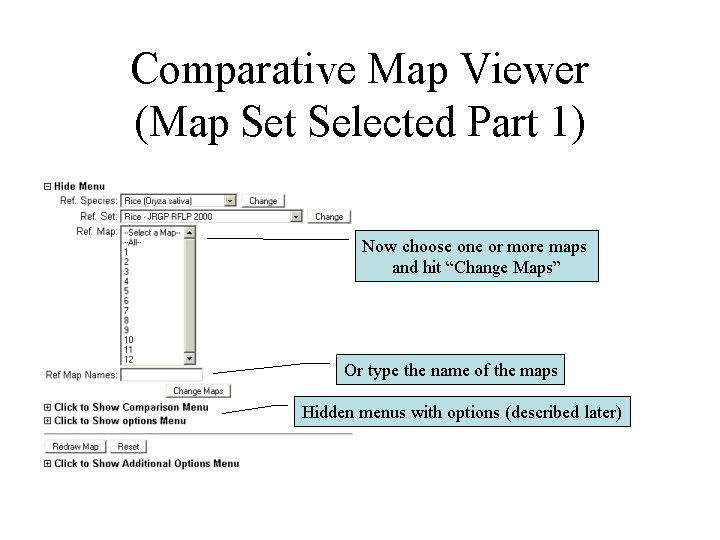 Comparative Map Viewer
(Map Set Selected Part 1)
Hide Menu
Ref. Species: Rice (Oryza sativa) Change
Ref. Set: Rice - JRGP RFLP 2000 Change
Ref. Map: --Select a Map--
--All--
1
2
3
4
5
6
7
8
9
10
11
12
Now choose one or more maps
and hit “Change Maps”
Ref Map Names:
Or type the name of the maps
Change Maps
Click to Show Comparison Menu
Click to Show options Menu
Hidden menus with options (described later)
Redraw Map Reset
Click to Show Additional Options Menu